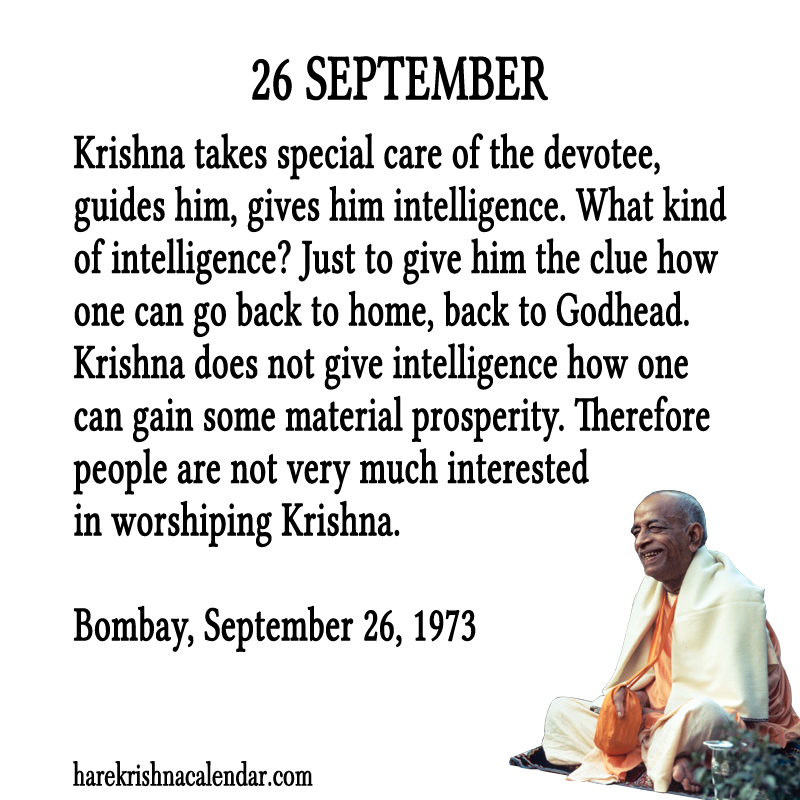 26 SEPTEMBER
Krishna takes special care of the devotee,
guides him, gives him intelligence. What kind
of intelligence? Just to give him the clue how
one can go back to home, back to Godhead.
Krishna does not give intelligence how one
can gain some material prosperity. Therefore
people are not very much interested
in worshiping Krishna.
Bombay, September 26, 1973
harekrishnacalendar.com